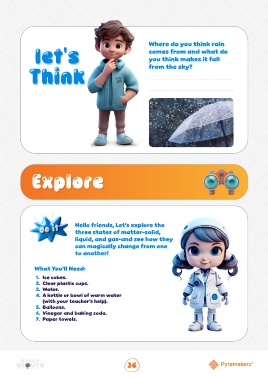 let's
Think
Where do you think rain
comes from and what do
you think makes it fall
from the sky?
Explore
DO IT
Hello friends, Let's explore the
three states of matter-solid,
liquid, and gas-and see how they
can magically change from one
to another!
What You'll Need:
1. Ice cubes.
2. Clear plastic cups.
3. Water.
4. A kettle or bowl of warm water
(with your teacher's help).
5. Balloons.
6. Vinegar and baking soda.
7. Paper towels.
STEAM
SCOUTS
36
Pyramakerz